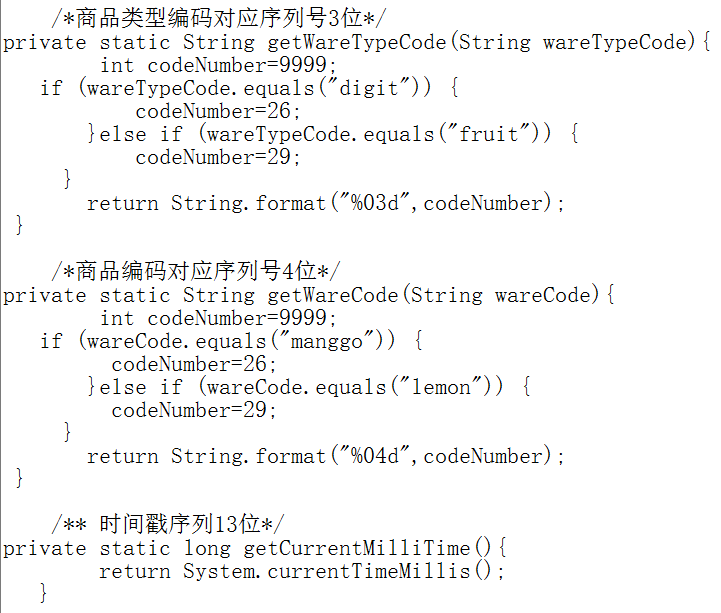 /*商品类型编码对应序列号3位*/
private static String getWareTypeCode(String wareTypeCode){
int codeNumber=9999;
if (wareTypeCode.equals("digit")) {
codeNumber=26;
}else if (wareTypeCode.equals("fruit")) {
codeNumber=29;
}
return String.format("%03d",codeNumber);
}
/*商品编码对应序列号4位*/
private static String getWareCode(String wareCode){
int codeNumber=9999;
if (wareCode.equals("manggo")) {
codeNumber=26;
}else if (wareCode.equals("lemon")) {
codeNumber=29;
}
return String.format("%04d",codeNumber);
}
/** 时间戳序列13位*/
private static long getCurrentMilliTime(){
return System.currentTimeMillis();
}